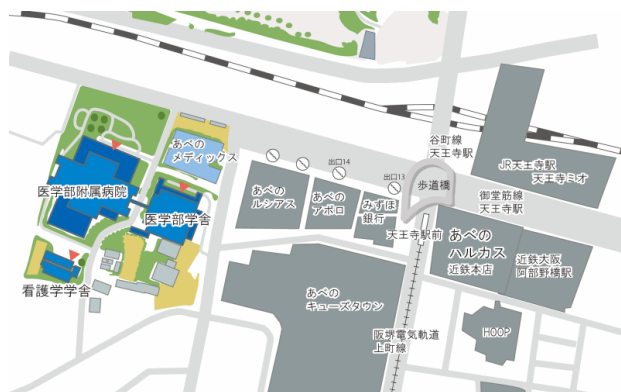 谷町線
天王寺駅
あべの
メディックス
出口14
JR天王寺駅
天王寺ミオ
出口13
歩道橋
医学部附属病院
あべの
ルシアス
あべの
アポロ
みずほ
銀行
御堂筋線
天王寺駅
医学部学舎
天王寺駅前
あべの
ハルカス
近鉄本店
近鉄大阪
阿部野橋駅
看護学学舎
あべの
キューズタウン
阪堺電気軌道
上町線
HOOP